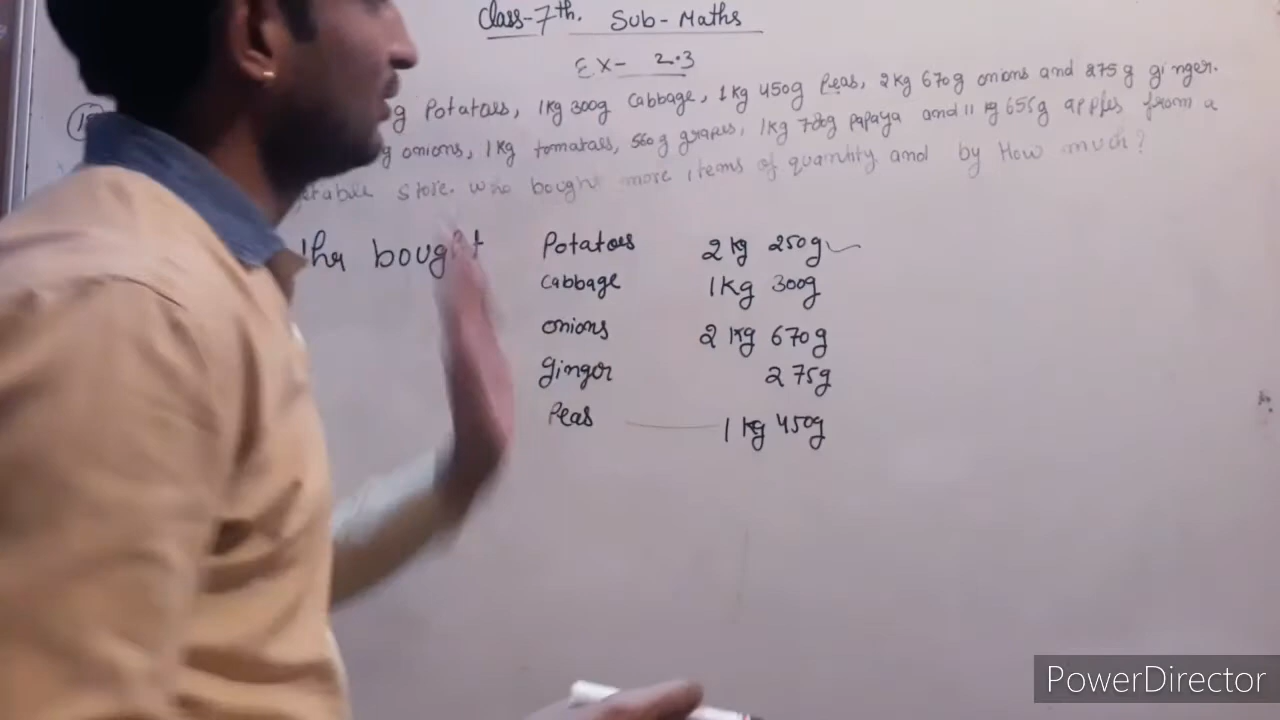 Class-7th. Sub-Maths
Ex- 2.3
g Potatoes, 1kg 300g Cabbage, 1kg 450g Peas, 2kg 670g onions and 275g ginger.
g onions, 1kg tomatoes, 560g grapes, 1kg 780g papaya and 11kg 655g apples from a
etable Store. who bought more items of quantity and by How much?
bought Potatoes 2kg 250g
Cabbage 1kg 300g
onions 2kg 670g
ginger 275g
Peas 1kg 450g
PowerDirector